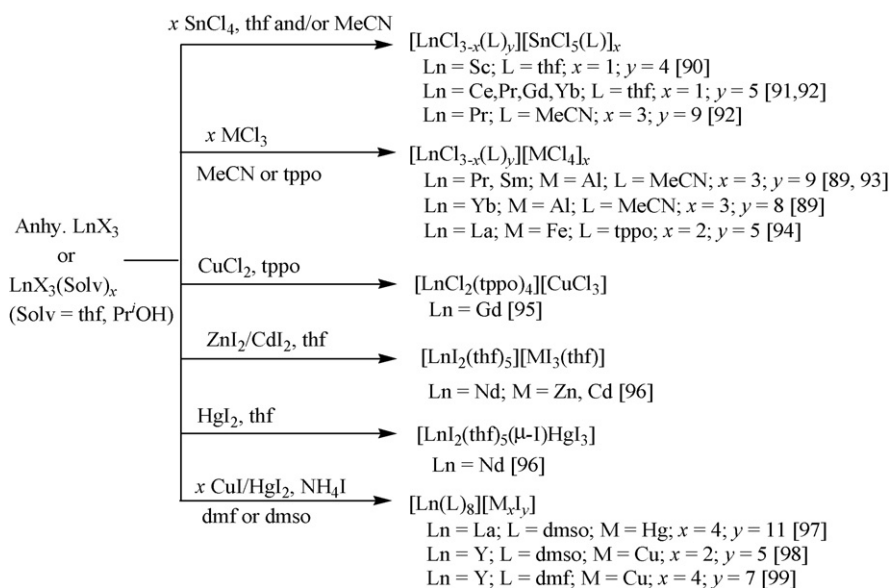 x SnCl₄, thf and/or MeCN
[LnCl₃₋ₓ(L)ᵧ][SnCl₅(L)]ₓ
Ln = Sc; L = thf; x = 1; y = 4 [90]
Ln = Ce,Pr,Gd,Yb; L = thf; x = 1; y = 5 [91,92]
Ln = Pr; L = MeCN; x = 3; y = 9 [92]
x MCl₃
MeCN or tppo
[LnCl₃₋ₓ(L)ᵧ][MCl₄]ₓ
Ln = Pr, Sm; M = Al; L = MeCN; x = 3; y = 9 [89, 93]
Ln = Yb; M = Al; L = MeCN; x = 3; y = 8 [89]
Ln = La; M = Fe; L = tppo; x = 2; y = 5 [94]
Anhy. LnX₃
or
LnX₃(Solv)ₓ
(Solv = thf, PrⁱOH)
CuCl₂, tppo
[LnCl₂(tppo)₄][CuCl₃]
Ln = Gd [95]
ZnI₂/CdI₂, thf
[LnI₂(thf)₅][MI₃(thf)]
Ln = Nd; M = Zn, Cd [96]
HgI₂, thf
[LnI₂(thf)₅(μ-I)HgI₃]
Ln = Nd [96]
x CuI/HgI₂, NH₄I
dmf or dmso
[Ln(L)₈][MₓIᵧ]
Ln = La; L = dmso; M = Hg; x = 4; y = 11 [97]
Ln = Y; L = dmso; M = Cu; x = 2; y = 5 [98]
Ln = Y; L = dmf; M = Cu; x = 4; y = 7 [99]